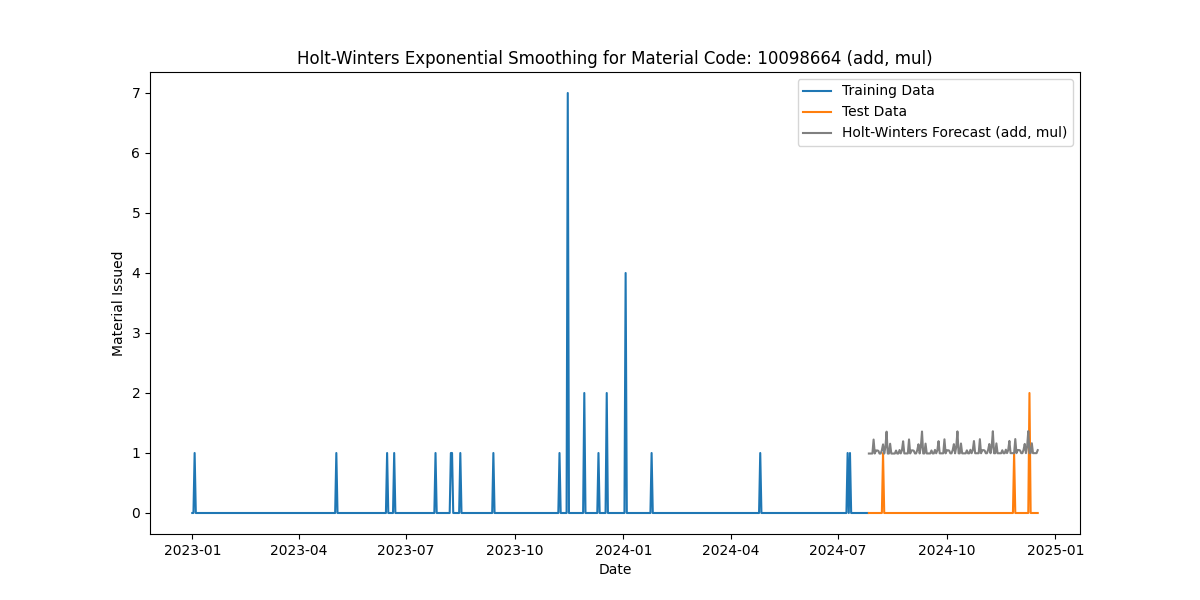 Holt-Winters Exponential Smoothing for Material Code: 10098664 (add, mul)
Training Data
Test Data
Holt-Winters Forecast (add, mul)
Material Issued
7
6
5
4
3
2
1
0
2023-01 2023-04 2023-07 2023-10 2024-01 2024-04 2024-07 2024-10 2025-01
Date